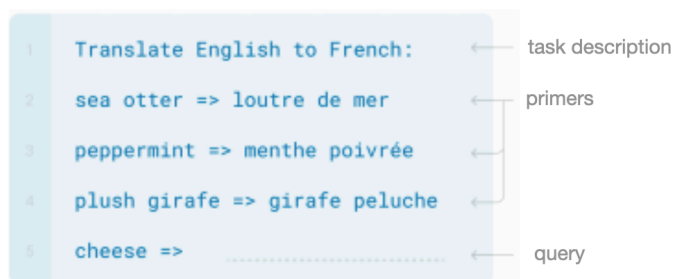 1 Translate English to French: task description
2 sea otter => loutre de mer primers
3 peppermint => menthe poivrée
4 plush girafe => girafe peluche
5 cheese => query